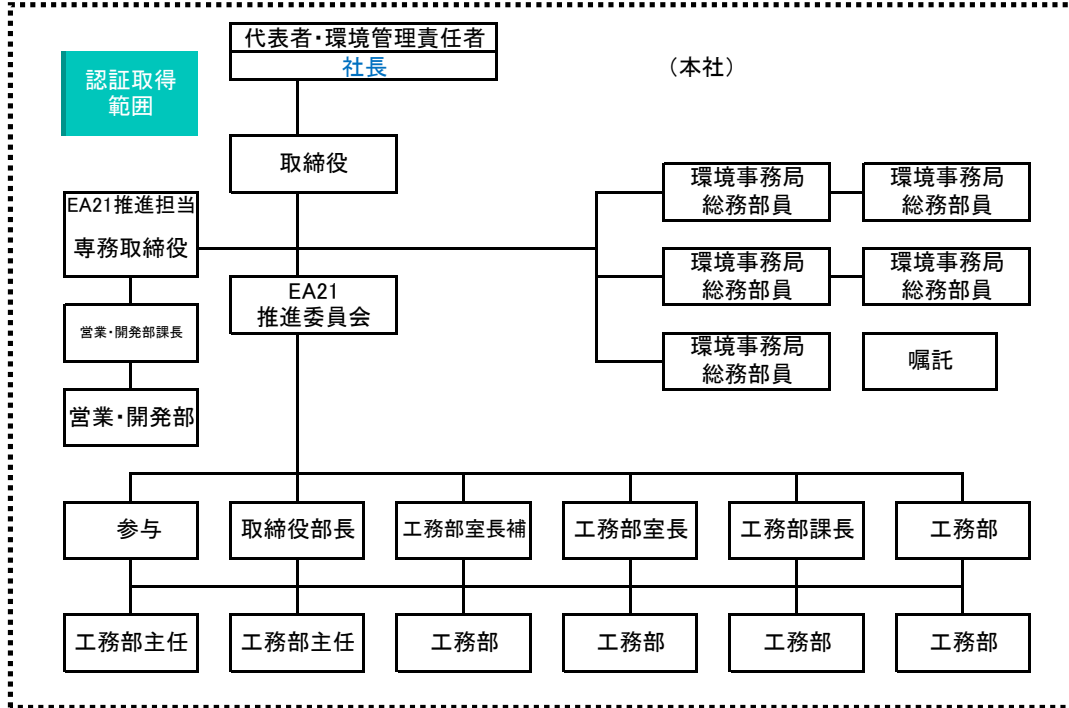 代表者・環境管理責任者
社長
（本社）
認証取得
範囲
取締役
環境事務局
総務部員
環境事務局
総務部員
EA21推進担当
専務取締役
環境事務局
総務部員
環境事務局
総務部員
EA21
推進委員会
営業・開発部課長
環境事務局
総務部員
嘱託
営業・開発部
参与
取締役部長
工務部室長補
工務部室長
工務部課長
工務部
工務部主任
工務部主任
工務部
工務部
工務部
工務部